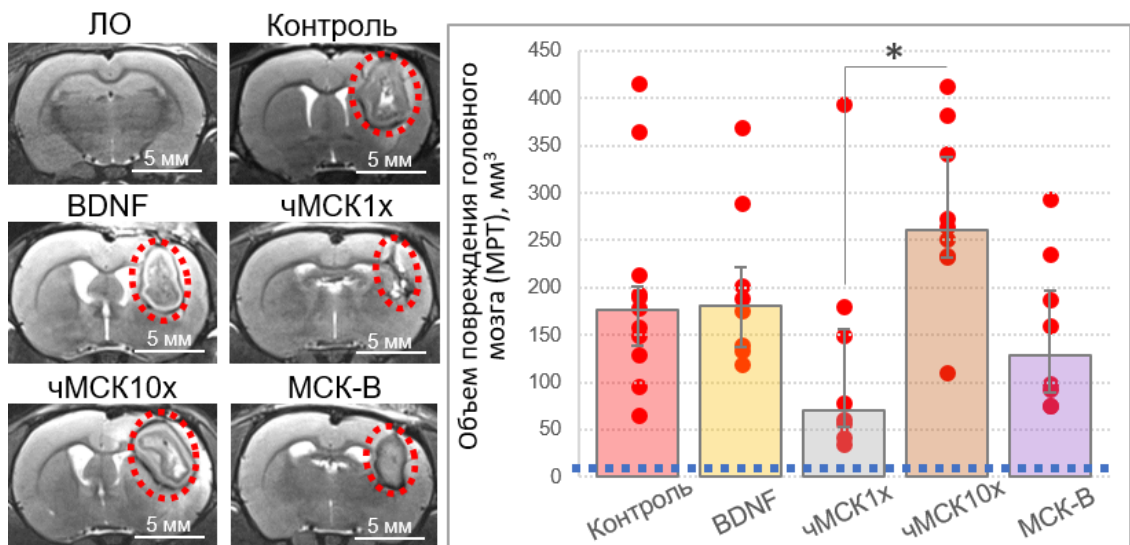 ЛО
Контроль
5 мм
5 мм
BDNF
чМСК1х
5 мм
5 мм
чМСК10х
МСК-В
5 мм
5 мм
Объем повреждения головного
мозга (МРТ), мм³
450
400
350
300
250
200
150
100
50
0
*
Контроль
BDNF
чМСК1х
чМСК10х
МСК-В